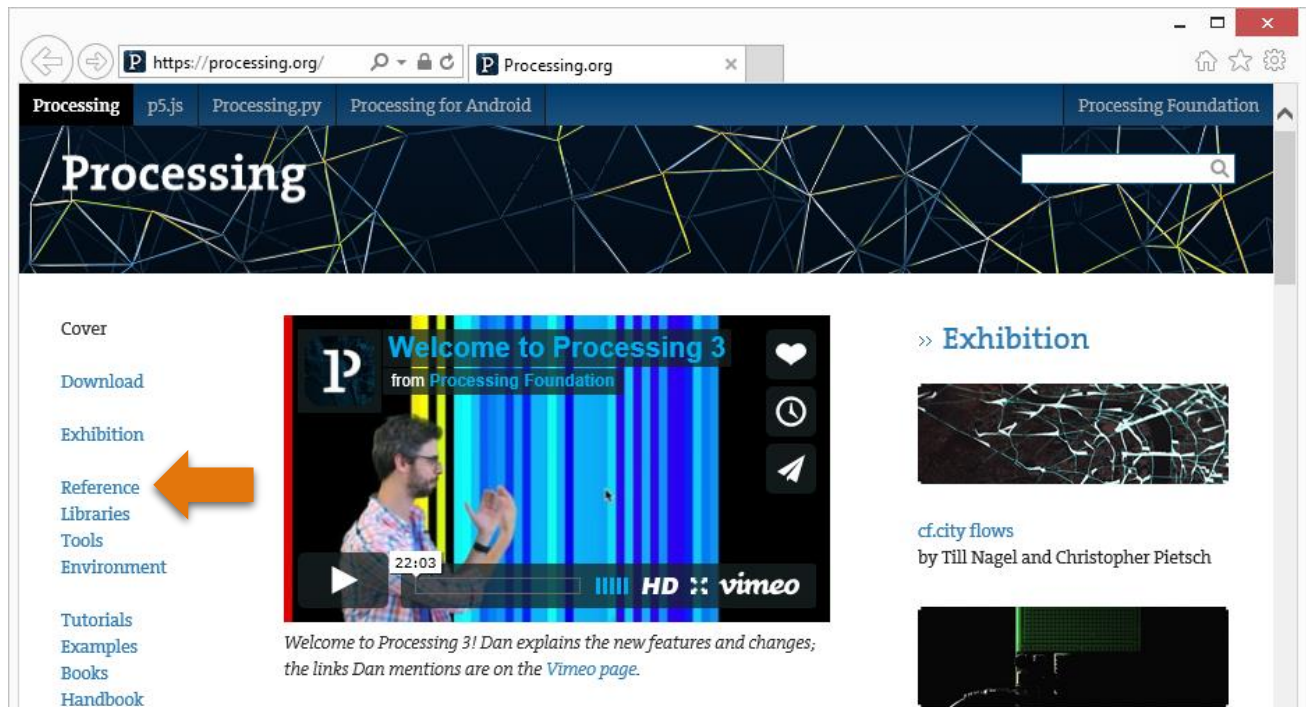 https://processing.org/
Processing.org
Processing p5.js Processing.py Processing for Android Processing Foundation
Processing
Cover
Download
Exhibition
Reference
Libraries
Tools
Environment
Tutorials
Examples
Books
Handbook
Welcome to Processing 3
from Processing Foundation
22:03
HD vimeo
Welcome to Processing 3! Dan explains the new features and changes;
the links Dan mentions are on the Vimeo page.
» Exhibition
cf.city flows
by Till Nagel and Christopher Pietsch